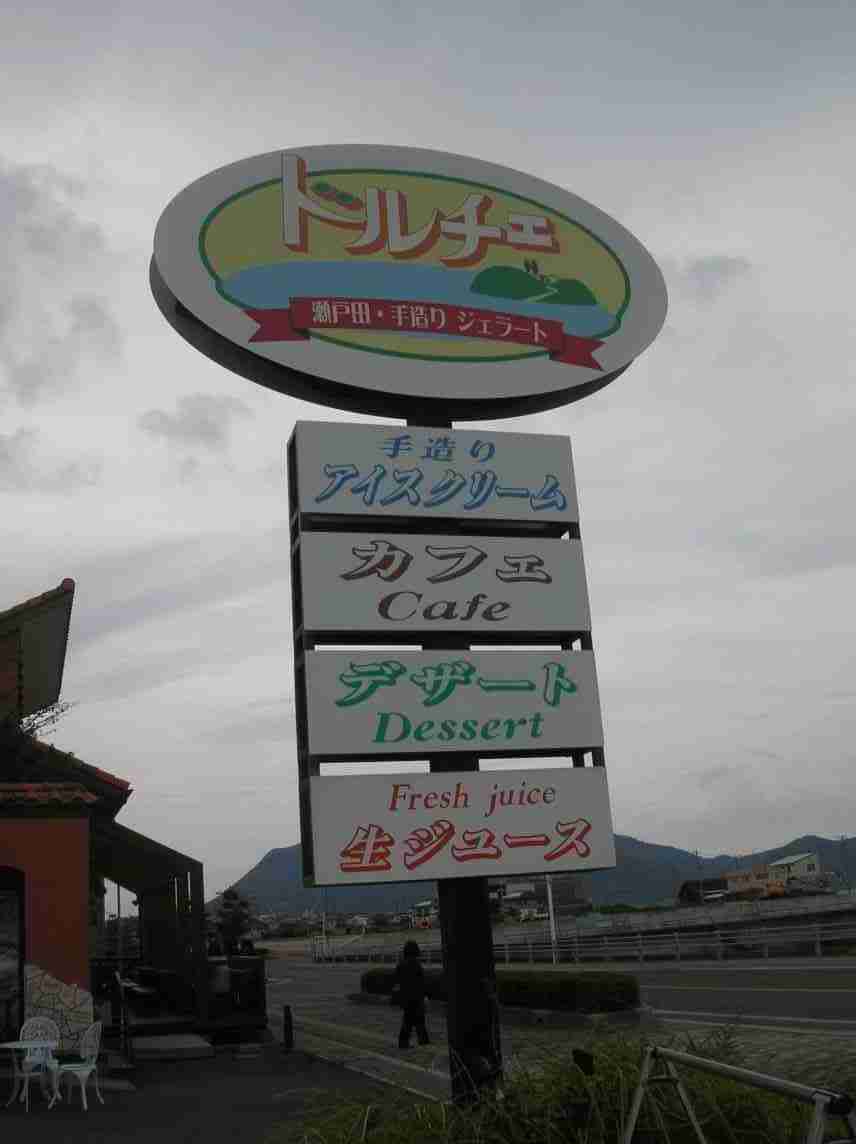 ドルチェ
瀬戸田・手造り ジェラート
手造り
アイスクリーム
カフェ
Cafe
デザート
Dessert
Fresh juice
生ジュース